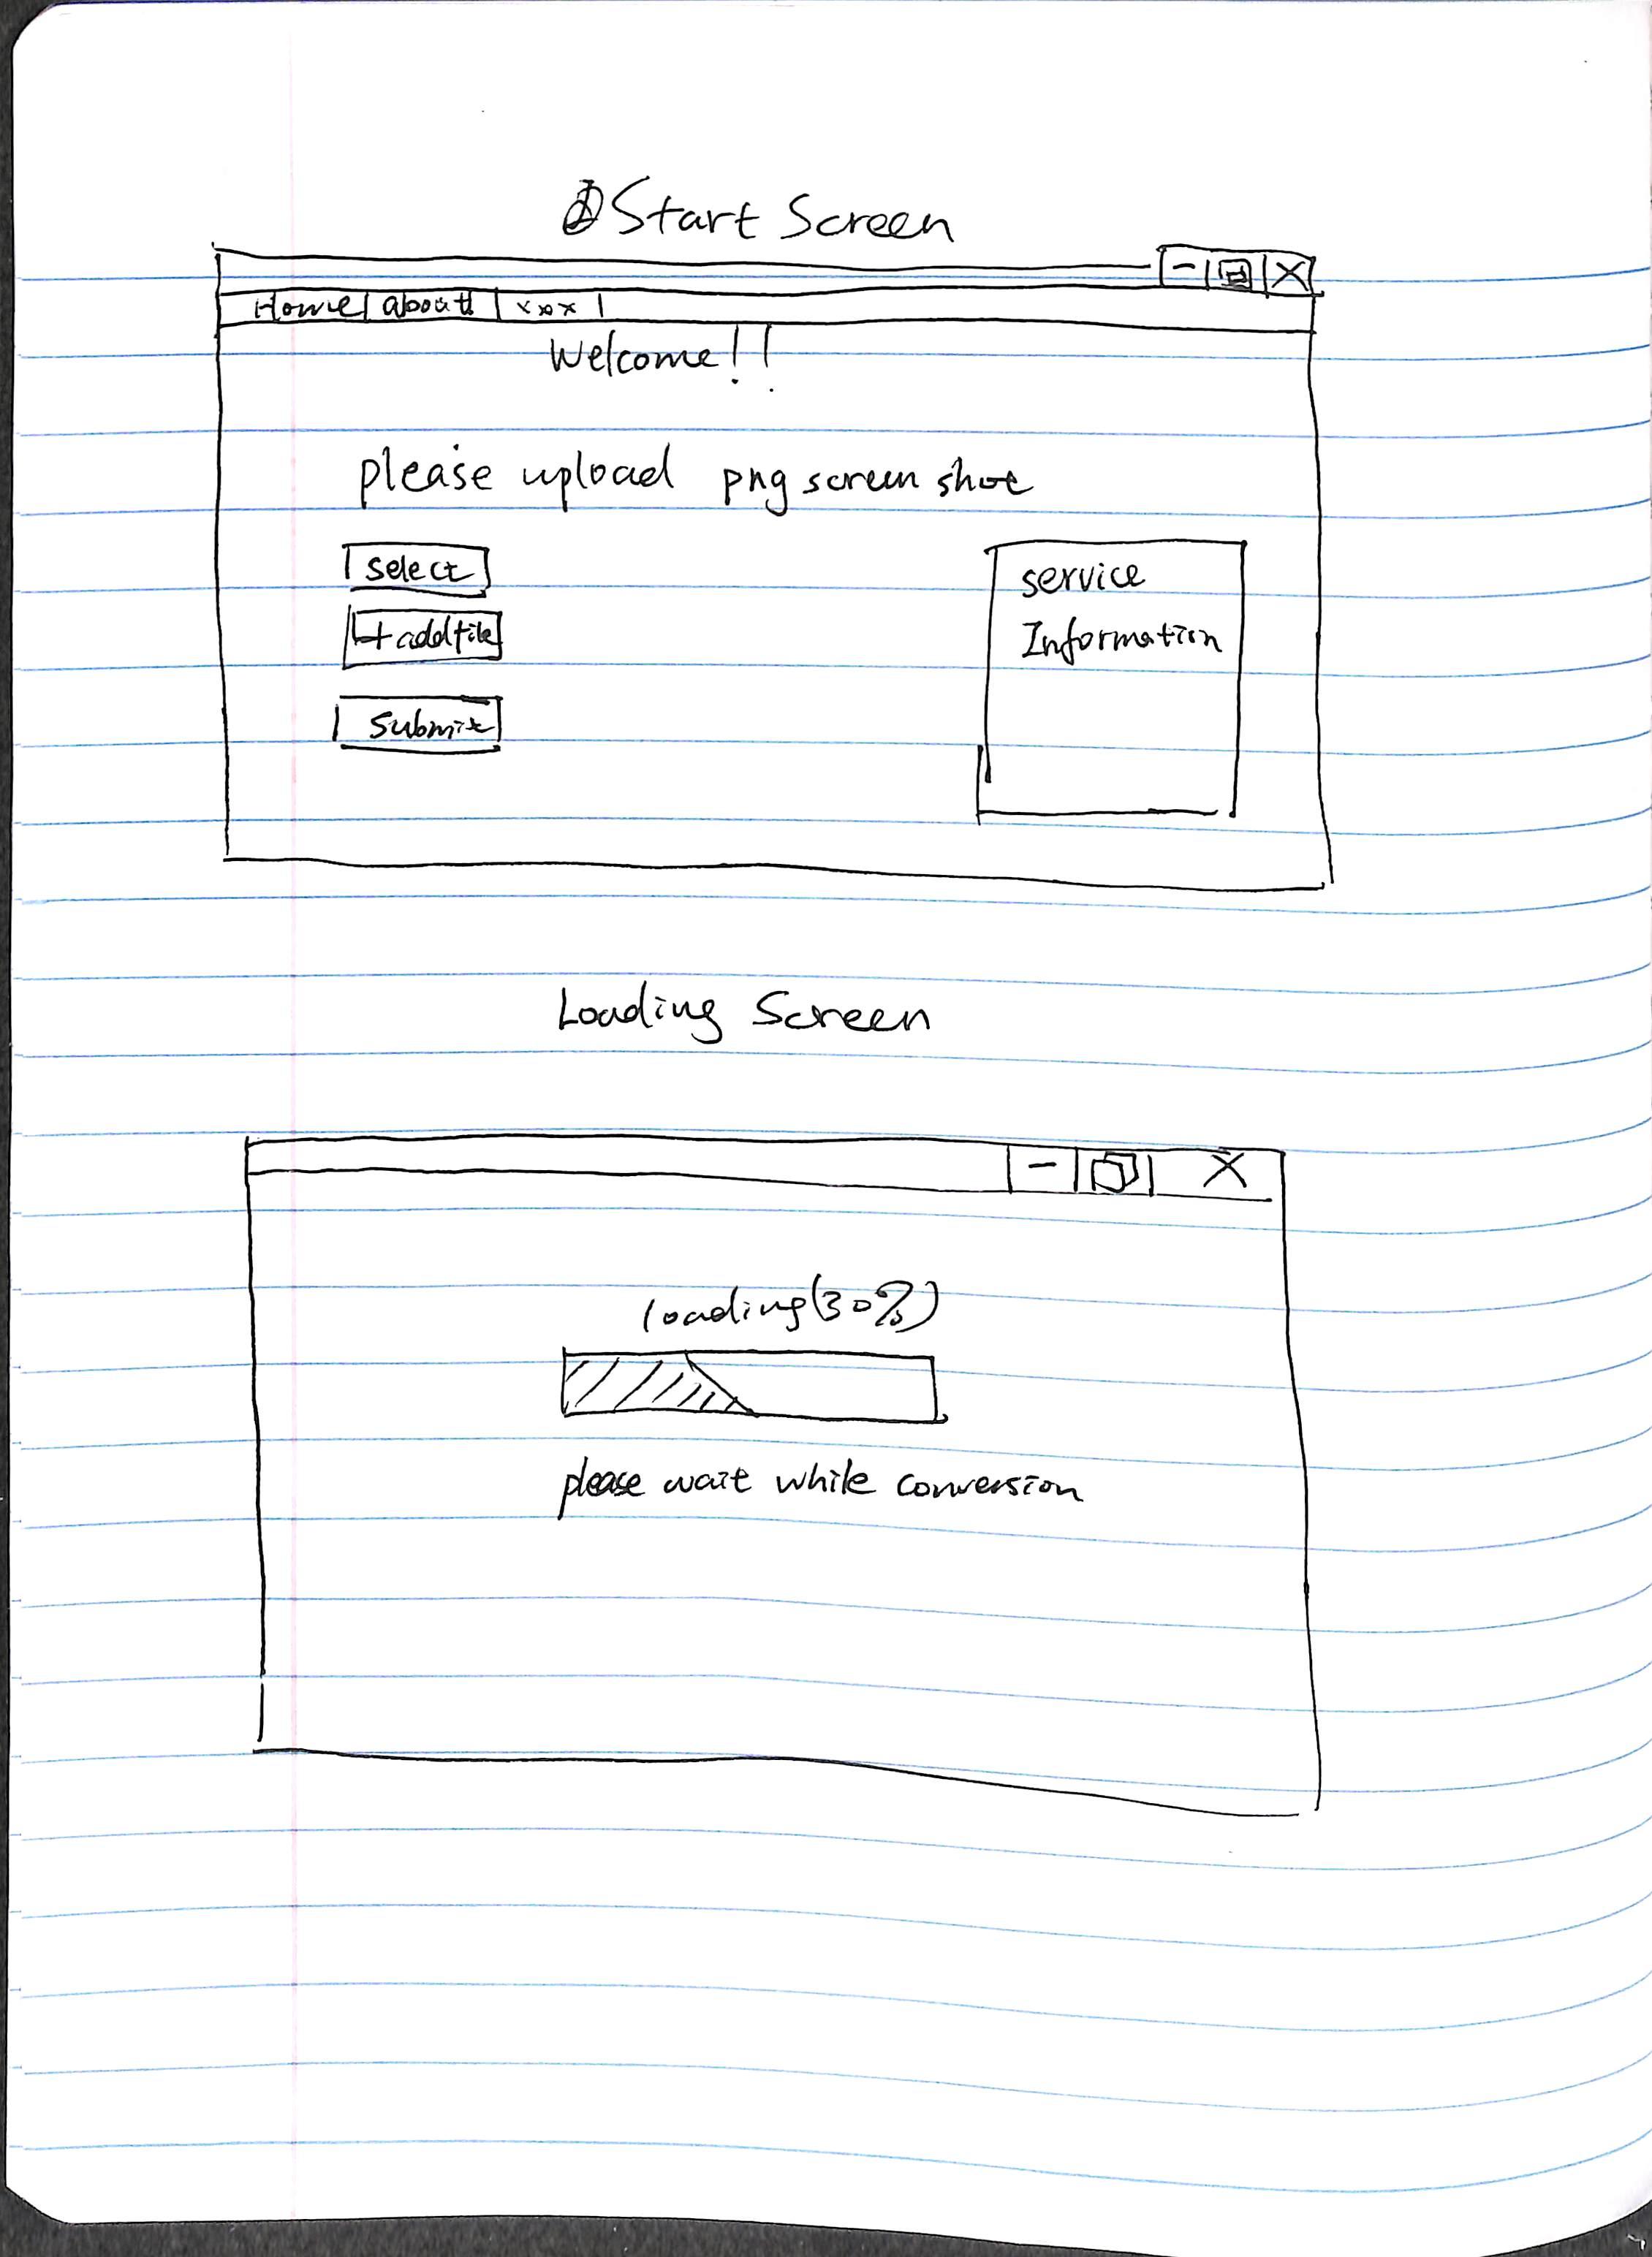 Start Screen
Home about xxx
Welcome!!
please upload png screen shot
select
+ add file
submit
service
Information
Loading Screen
loading (30%)
please wait while conversion